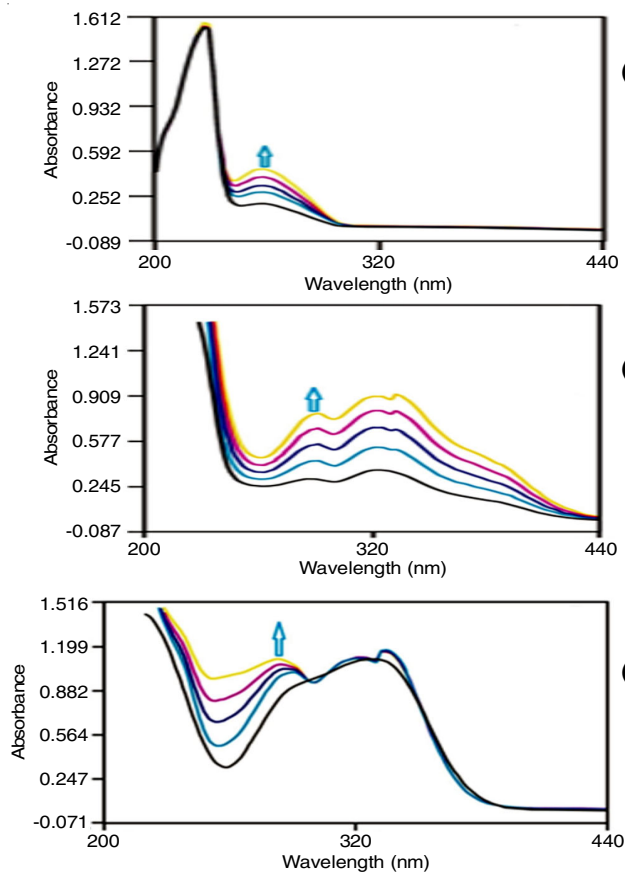 1.612
1.272
0.932
0.592
0.252
-0.089
Absorbance
200 320 440
Wavelength (nm)
(
1.573
1.241
0.909
0.577
0.245
-0.087
Absorbance
200 320 440
Wavelength (nm)
(
1.516
1.199
0.882
0.564
0.247
-0.071
Absorbance
200 320 440
Wavelength (nm)
(